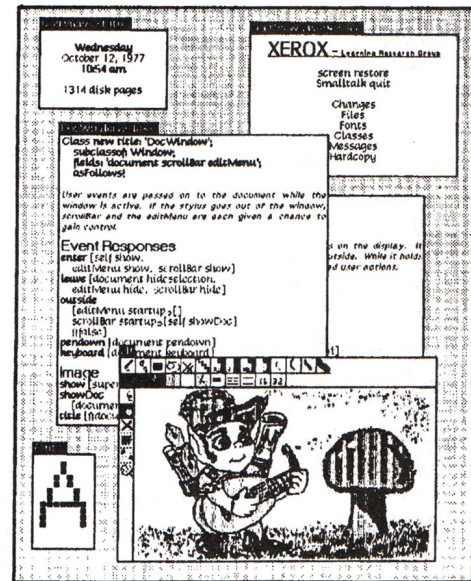 Wednesday
October 12, 1977
10:54 am
1314 disk pages
XEROX - Learning Research Group
screen restore
Smalltalk quit
Changes
Files
Fonts
Classes
Messages
Hardcopy
Class new title: 'DocWindow';
subclassof: Window;
fields: 'document scrollBar editMenu';
asFollows!
User events are passed on to the document while the
window is active. If the stylus goes out of the window,
scrollBar and the editMenu are each given a chance to
gain control.
Event Responses
enter [self show.
editMenu show. scrollBar show]
leave [document hideselection.
editMenu hide. scrollBar hide]
outside
[editMenu startup
scrollBar startup [self showDoc]
false]
pendown [document pendown]
keyboard [document keyboard]
Image
show [super
showDoc
[document
title
s on the display. It
utside. While it holds
d user actions.